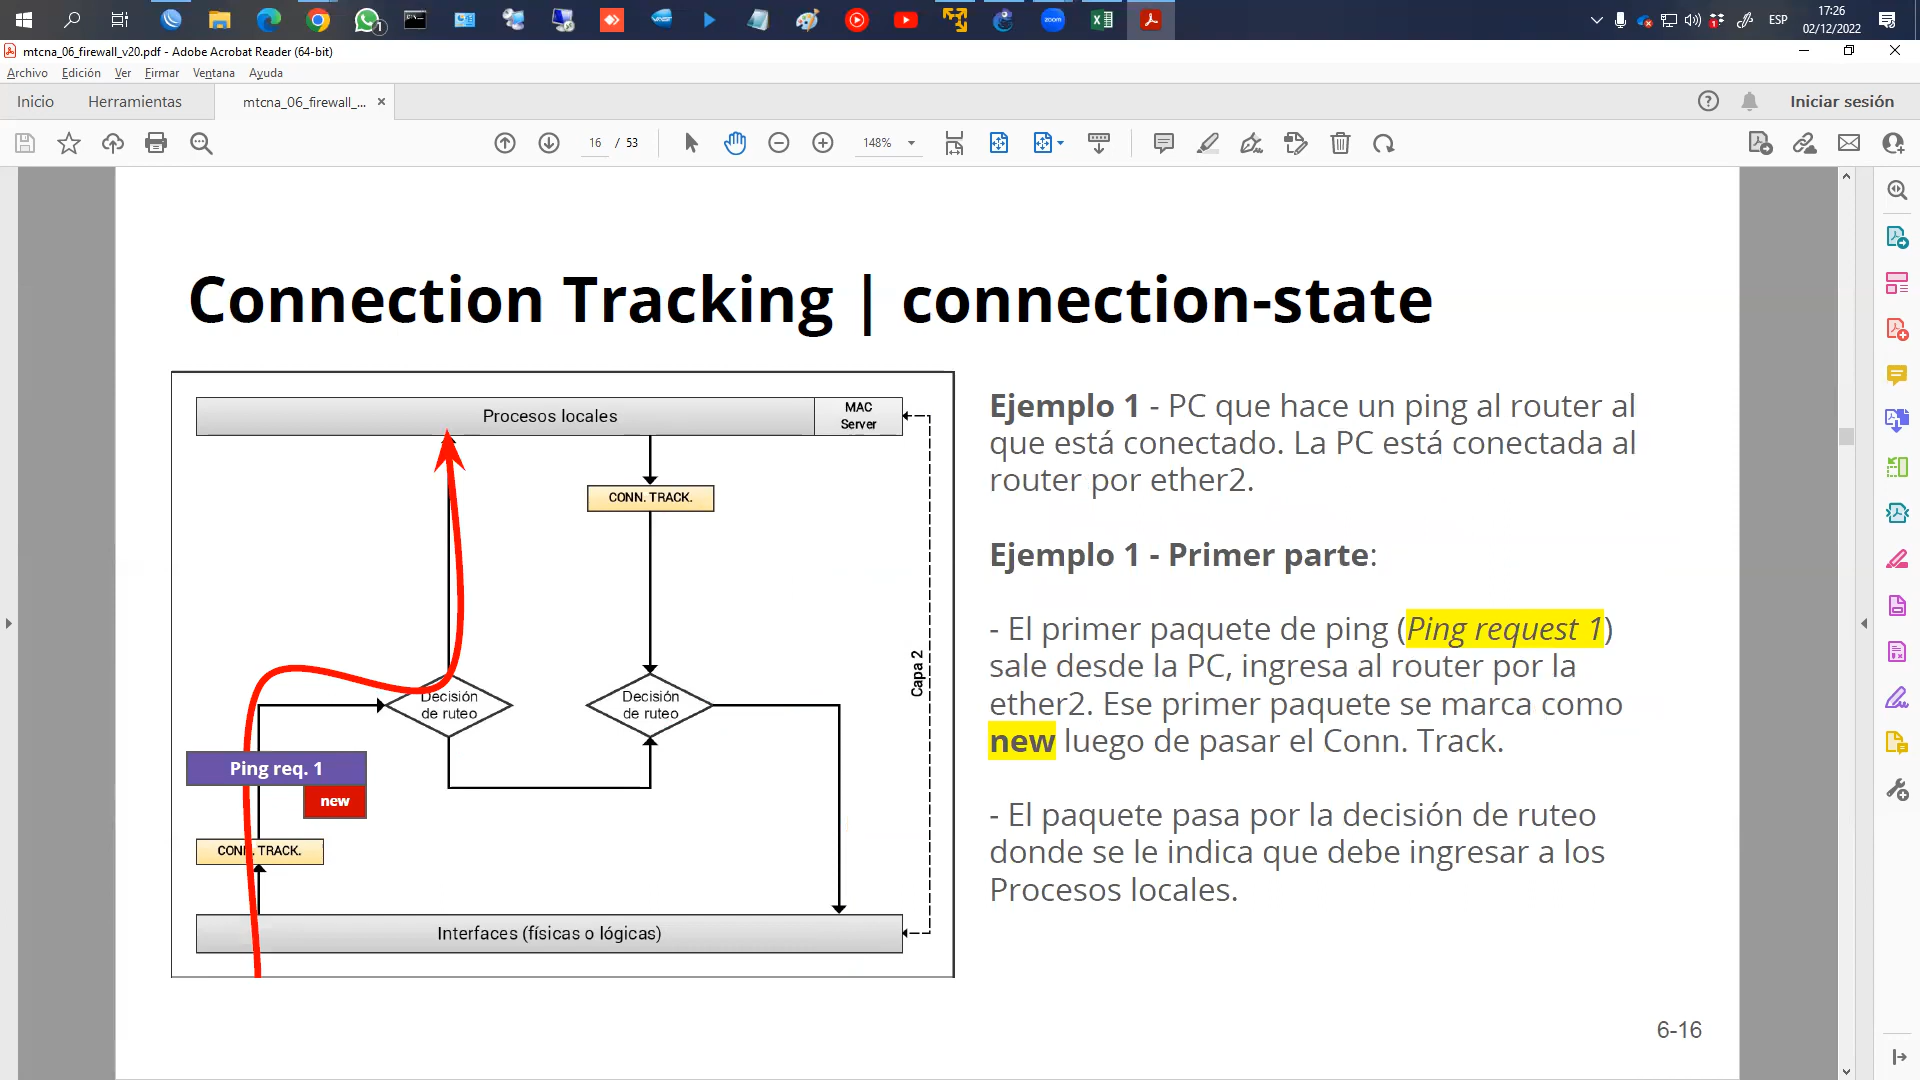 1
ESP
17:26
02/12/2022
mtcna_06_firewall_v20.pdf - Adobe Acrobat Reader (64-bit)
Archivo Edición Ver Firmar Ventana Ayuda
Inicio Herramientas mtcna_06_firewall_... × Iniciar sesión
16 / 53 148%
Connection Tracking | connection-state
Procesos locales
MAC
Server
CONN. TRACK.
Capa 2
Decisión
de ruteo
Decisión
de ruteo
Ping req. 1
new
CONN. TRACK.
Interfaces (físicas o lógicas)
Ejemplo 1 - PC que hace un ping al router al
que está conectado. La PC está conectada al
router por ether2.
Ejemplo 1 - Primer parte:
- El primer paquete de ping (Ping request 1)
sale desde la PC, ingresa al router por la
ether2. Ese primer paquete se marca como
new luego de pasar el Conn. Track.
- El paquete pasa por la decisión de ruteo
donde se le indica que debe ingresar a los
Procesos locales.
6-16